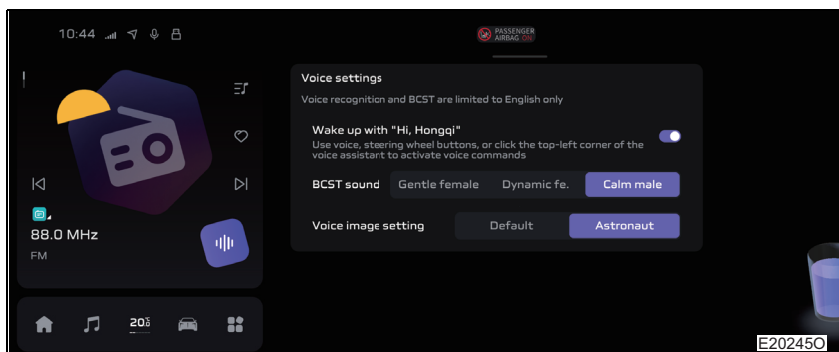 10:44
PASSENGER
AIRBAG ON
Voice settings
Voice recognition and BCST are limited to English only
Wake up with "Hi, Hongqi"
Use voice, steering wheel buttons, or click the top-left corner of the
voice assistant to activate voice commands
BCST sound Gentle female Dynamic fe. Calm male
Voice image setting Default Astronaut
88.0 MHz
FM
20.5
E20245O